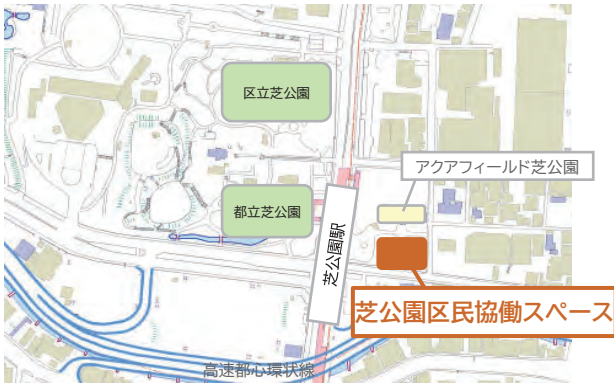 区立芝公園
アクアフィールド芝公園
都立芝公園
芝公園駅
芝公園区民協働スペース
高速都心環状線